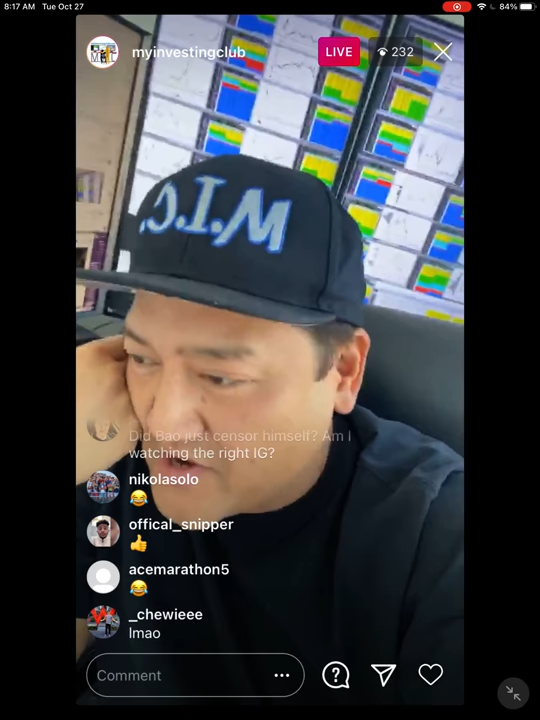 8:17 AM Tue Oct 27
84%
myinvestingclub
LIVE
232
M.I.C.
Did Bao just censor himself? Am I
watching the right IG?
nikolasolo
😂
offical_snipper
👍
acemarathon5
😂
_chewieee
lmao
Comment